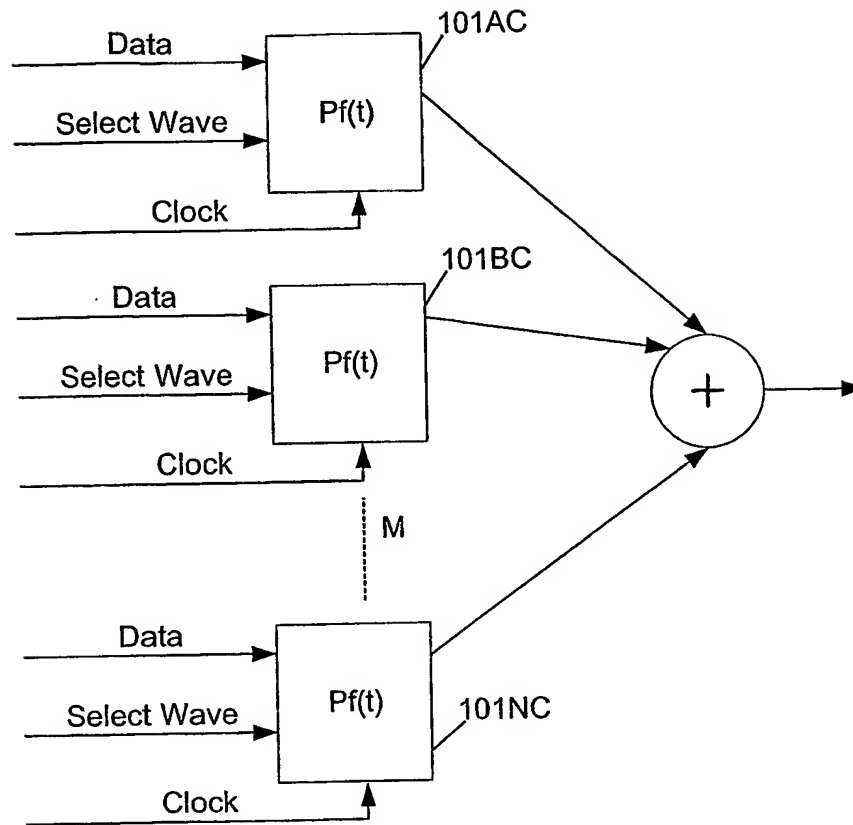 101AC
Data
Pf(t)
Select Wave
Clock
101BC
Data
Pf(t)
Select Wave
+
Clock
M
Data
Pf(t)
Select Wave
101NC
Clock